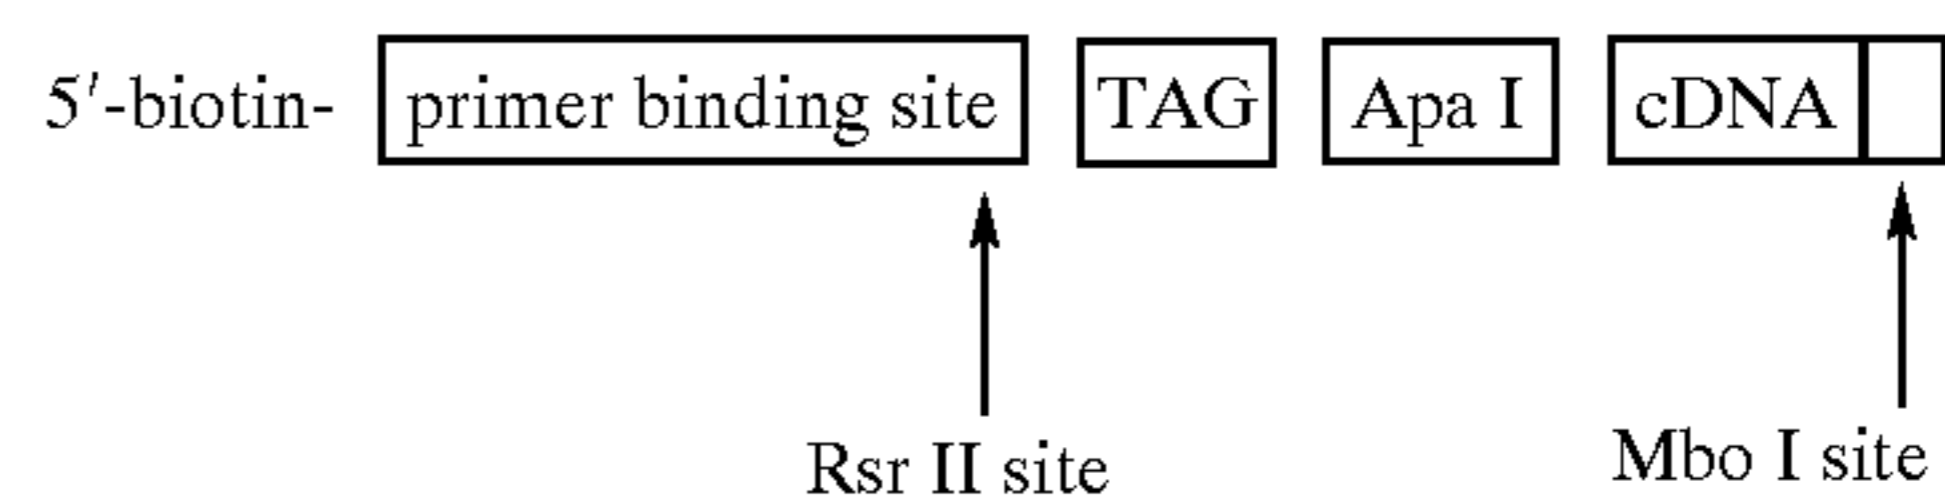 5′-biotin- primer binding site TAG Apa I cDNA
Rsr II site Mbo I site